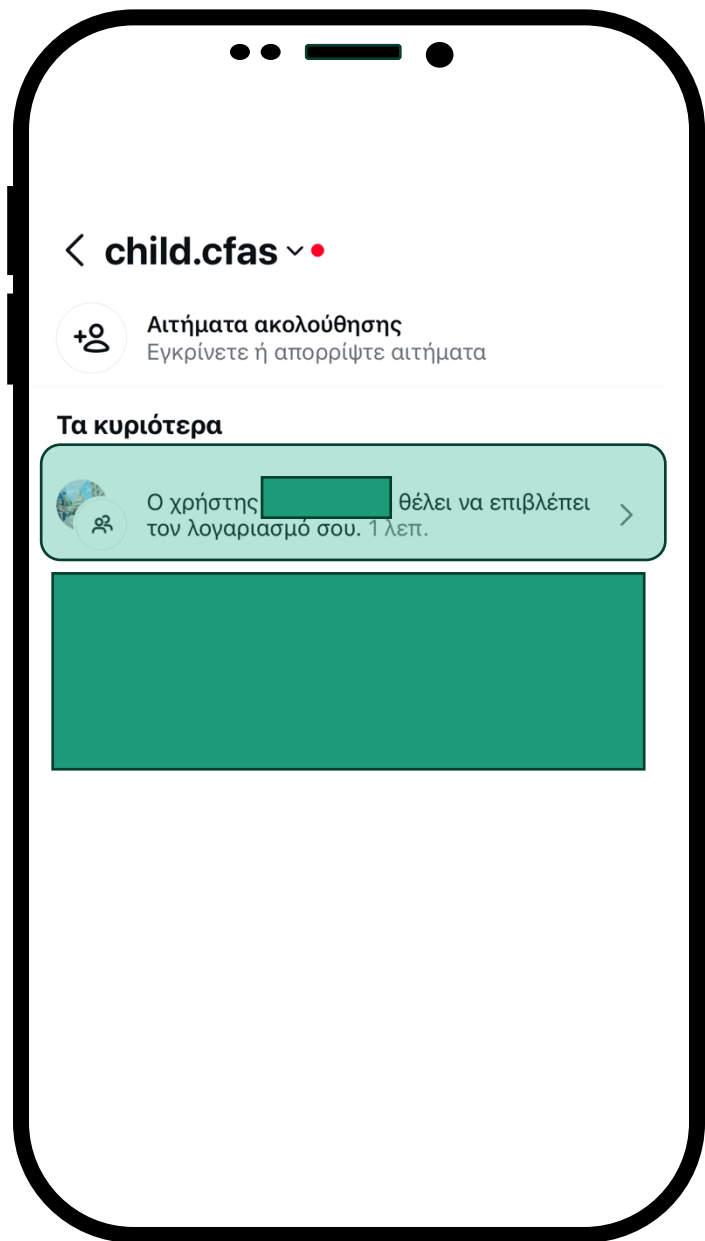 child.cfas
Αιτήματα ακολούθησης
Εγκρίνετε ή απορρίψτε αιτήματα
Τα κυριότερα
Ο χρήστης θέλει να επιβλέπει
τον λογαριασμό σου. 1 λεπ.